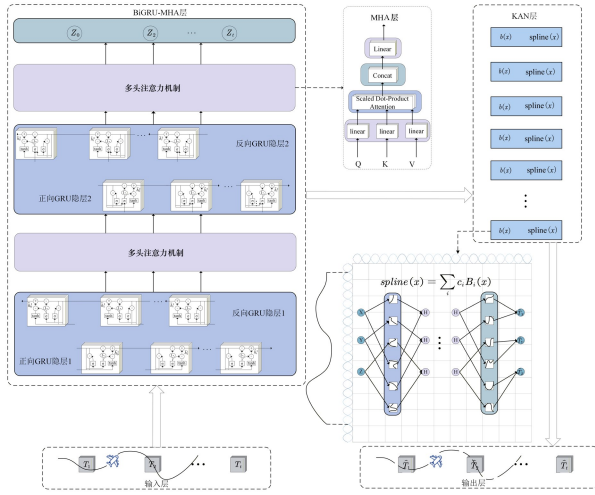 BiGRU-MHA层
Z₀ Z₂ ... Zₜ
多头注意力机制
反向GRU隐层2
正向GRU隐层2
多头注意力机制
反向GRU隐层1
正向GRU隐层1
输入层
MHA层
Linear
Concat
Scaled Dot-Product
Attention
linear linear linear
Q K V
KAN层
b(x) spline(x)
b(x) spline(x)
b(x) spline(x)
b(x) spline(x)
b(x) spline(x)
b(x) spline(x)
spline(x)=∑ᵢcᵢBᵢ(x)
H H
H H
H H
输出层